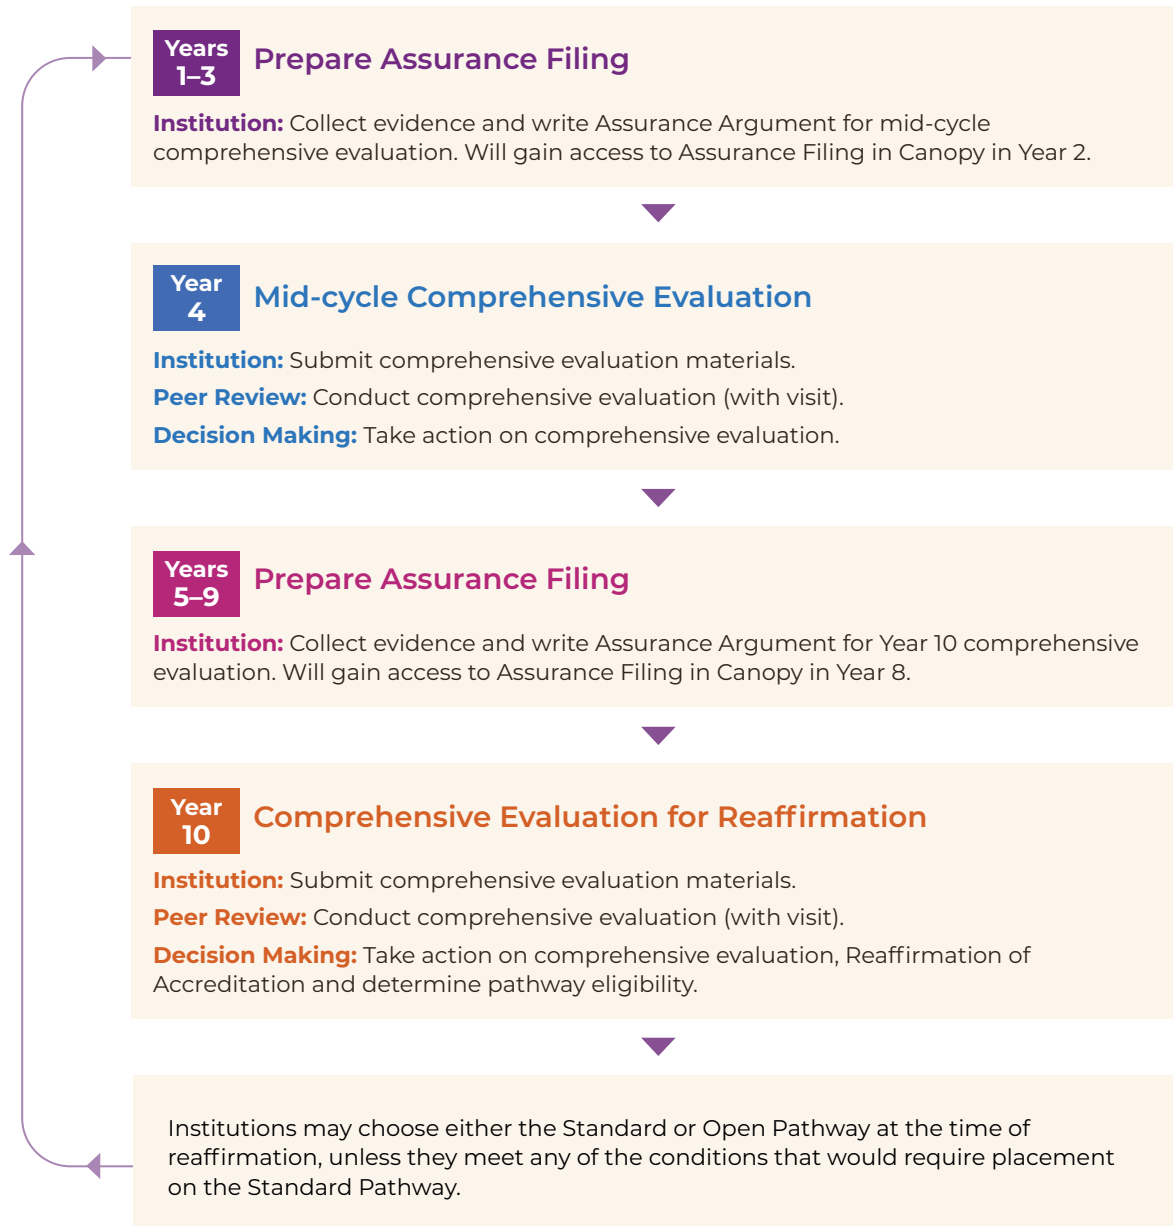 Years
1–3
Prepare Assurance Filing
Institution: Collect evidence and write Assurance Argument for mid-cycle
comprehensive evaluation. Will gain access to Assurance Filing in Canopy in Year 2.
Year
4
Mid-cycle Comprehensive Evaluation
Institution: Submit comprehensive evaluation materials.
Peer Review: Conduct comprehensive evaluation (with visit).
Decision Making: Take action on comprehensive evaluation.
Years
5–9
Prepare Assurance Filing
Institution: Collect evidence and write Assurance Argument for Year 10 comprehensive
evaluation. Will gain access to Assurance Filing in Canopy in Year 8.
Year
10
Comprehensive Evaluation for Reaffirmation
Institution: Submit comprehensive evaluation materials.
Peer Review: Conduct comprehensive evaluation (with visit).
Decision Making: Take action on comprehensive evaluation, Reaffirmation of
Accreditation and determine pathway eligibility.
Institutions may choose either the Standard or Open Pathway at the time of
reaffirmation, unless they meet any of the conditions that would require placement
on the Standard Pathway.